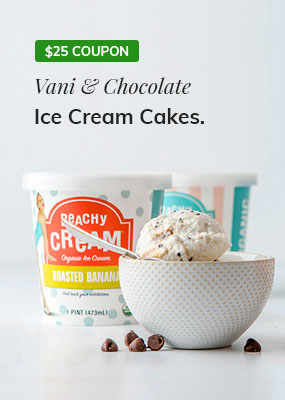 $25 COUPON
Vani & Chocolate
Ice Cream Cakes.
PEACHY
CREAM
Organic Ice Cream
ROASTED BANANA
1 PINT (473mL)